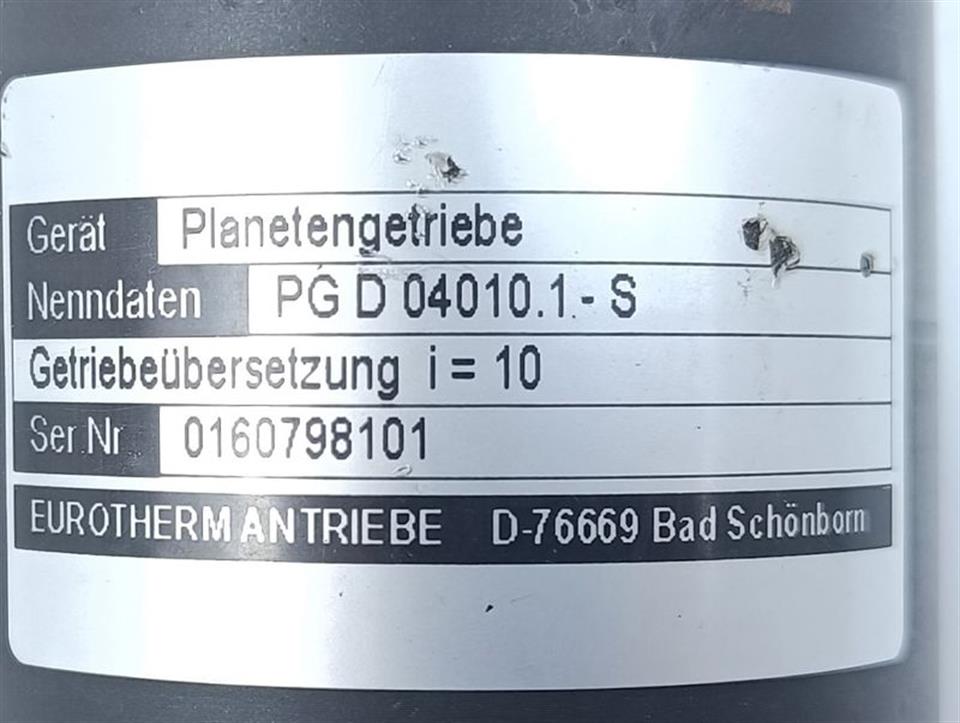 Gerät Planetengetriebe
Nenndaten PG D 04010.1 - S
Getriebeübersetzung i = 10
Ser.Nr 0160798101
EUROTHERM ANTRIEBE D-76669 Bad Schönborn